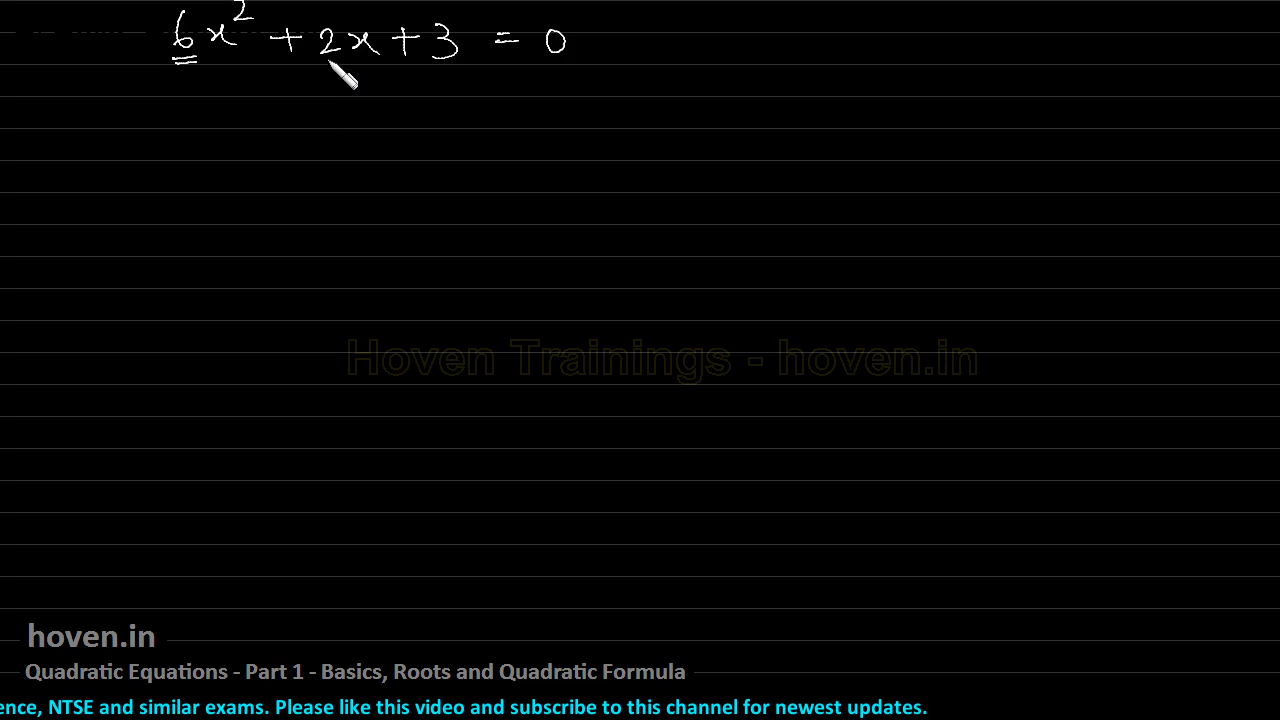 6x² + 2x + 3 = 0
Hoven Trainings - hoven.in
hoven.in
Quadratic Equations - Part 1 - Basics, Roots and Quadratic Formula
ence, NTSE and similar exams. Please like this video and subscribe to this channel for newest updates.